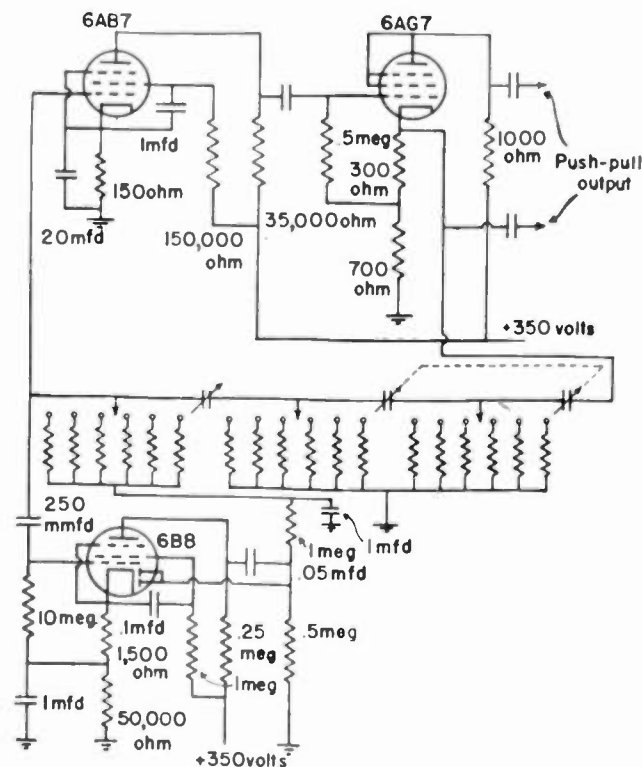 6AB7
6AG7
1mfd
150ohm
20mfd
150,000
ohm
35,000ohm
.5meg
300
ohm
700
ohm
1000
ohm
Push-pull
output
+350 volts
250
mmfd
6B8
1meg
.05mfd
1mfd
10meg
.1mfd
1,500
ohm
.25
meg
1meg
.5meg
1mfd
50,000
ohm
+350volts